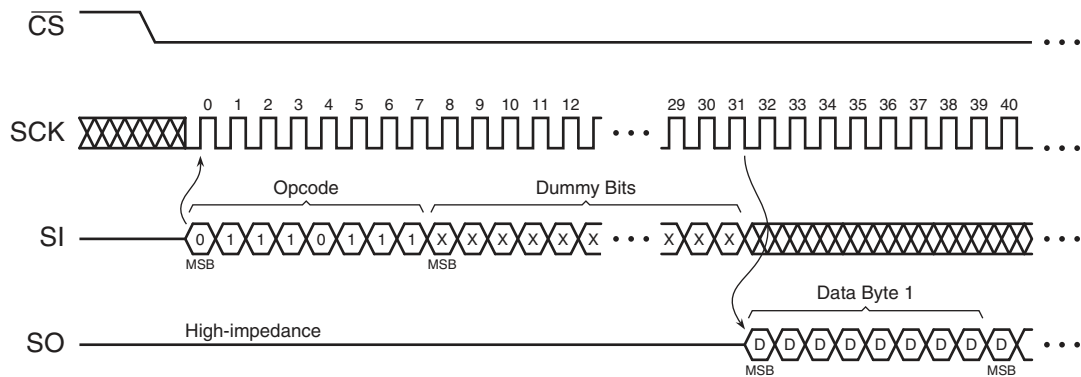 CS
0 1 2 3 4 5 6 7 8 9 10 11 12 29 30 31 32 33 34 35 36 37 38 39 40
SCK
Opcode Dummy Bits
SI 0 1 1 1 0 1 1 1 X X X X X X X X X
MSB MSB
Data Byte 1
High-impedance
SO D D D D D D D D D
MSB MSB